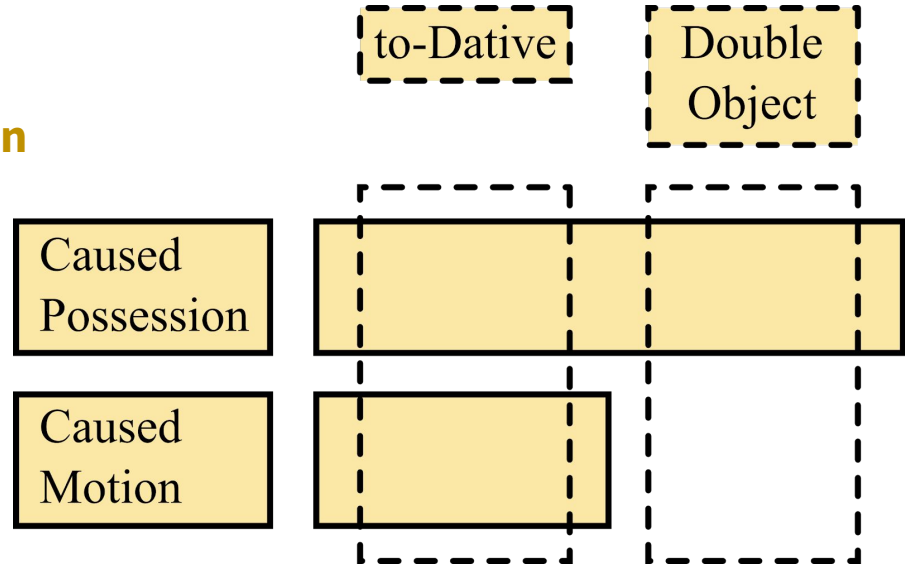 to-Dative
Double
Object
n
Caused
Possession
Caused
Motion